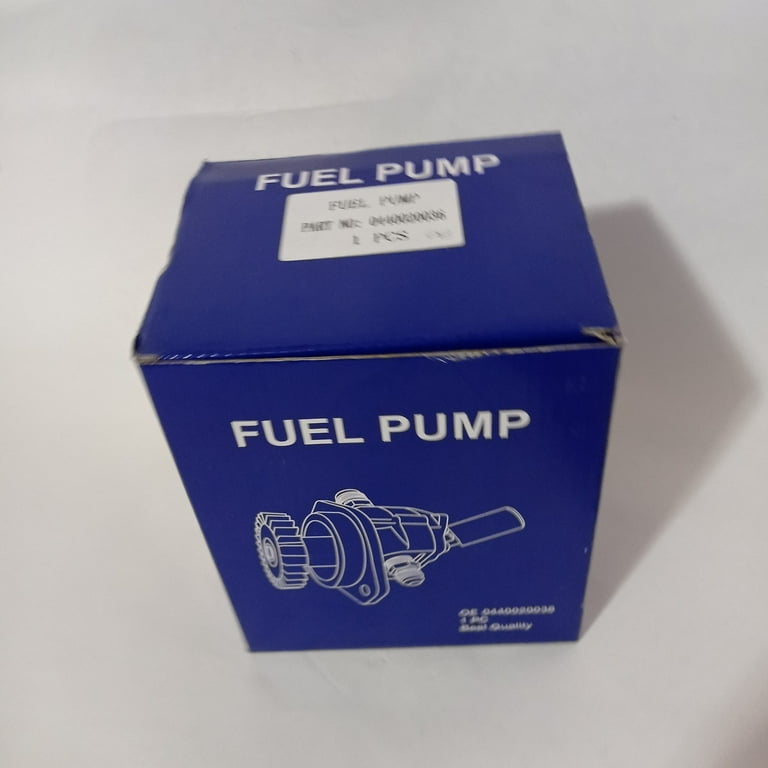 FUEL PUMP
FUEL PUMP
PART NO: 0440020036
1 PCS
FUEL PUMP
OE 0440020036
1 PC
Best Quality